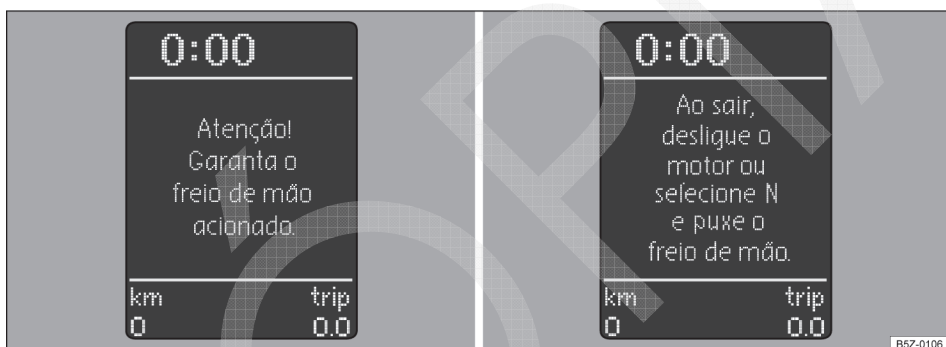 0:00
Atenção!
Garanta o
freio de mão
acionado.
km trip
0 0.0
0:00
Ao sair,
desligue o
motor ou
selecione N
e puxe o
freio de mão.
km trip
0 0.0
B5Z-0106
CÓPIA